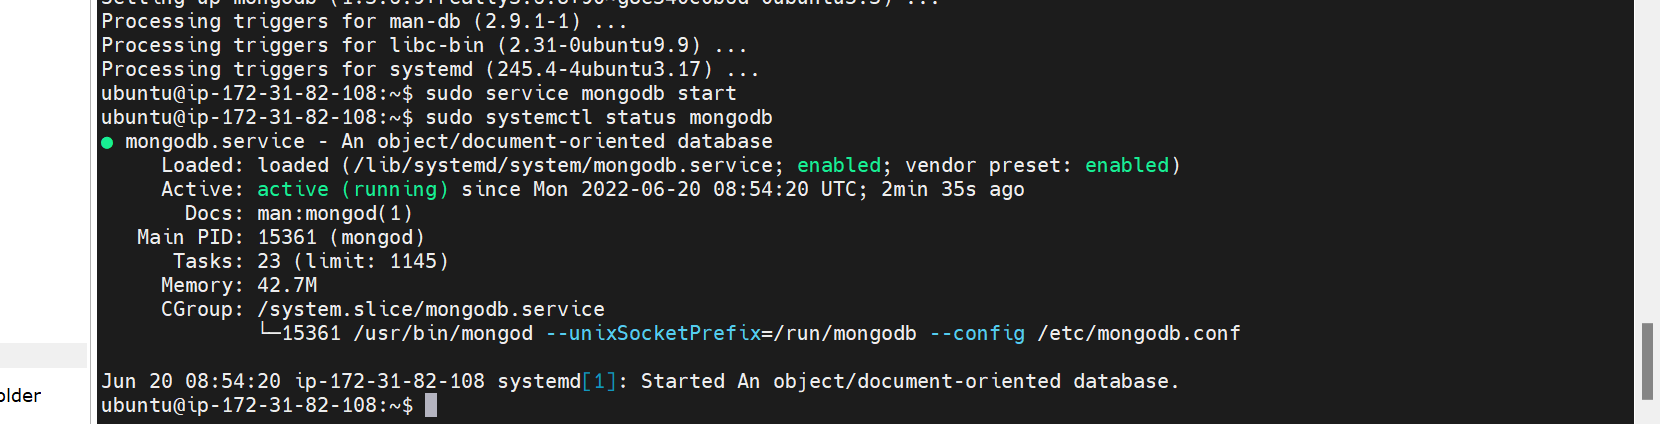 Processing triggers for man-db (2.9.1-1) ...
Processing triggers for libc-bin (2.31-0ubuntu9.9) ...
Processing triggers for systemd (245.4-4ubuntu3.17) ...
ubuntu@ip-172-31-82-108:~$ sudo service mongodb start
ubuntu@ip-172-31-82-108:~$ sudo systemctl status mongodb
● mongodb.service - An object/document-oriented database
     Loaded: loaded (/lib/systemd/system/mongodb.service; enabled; vendor preset: enabled)
     Active: active (running) since Mon 2022-06-20 08:54:20 UTC; 2min 35s ago
       Docs: man:mongod(1)
   Main PID: 15361 (mongod)
      Tasks: 23 (limit: 1145)
     Memory: 42.7M
     CGroup: /system.slice/mongodb.service
             └─15361 /usr/bin/mongod --unixSocketPrefix=/run/mongodb --config /etc/mongodb.conf

Jun 20 08:54:20 ip-172-31-82-108 systemd[1]: Started An object/document-oriented database.
ubuntu@ip-172-31-82-108:~$
older